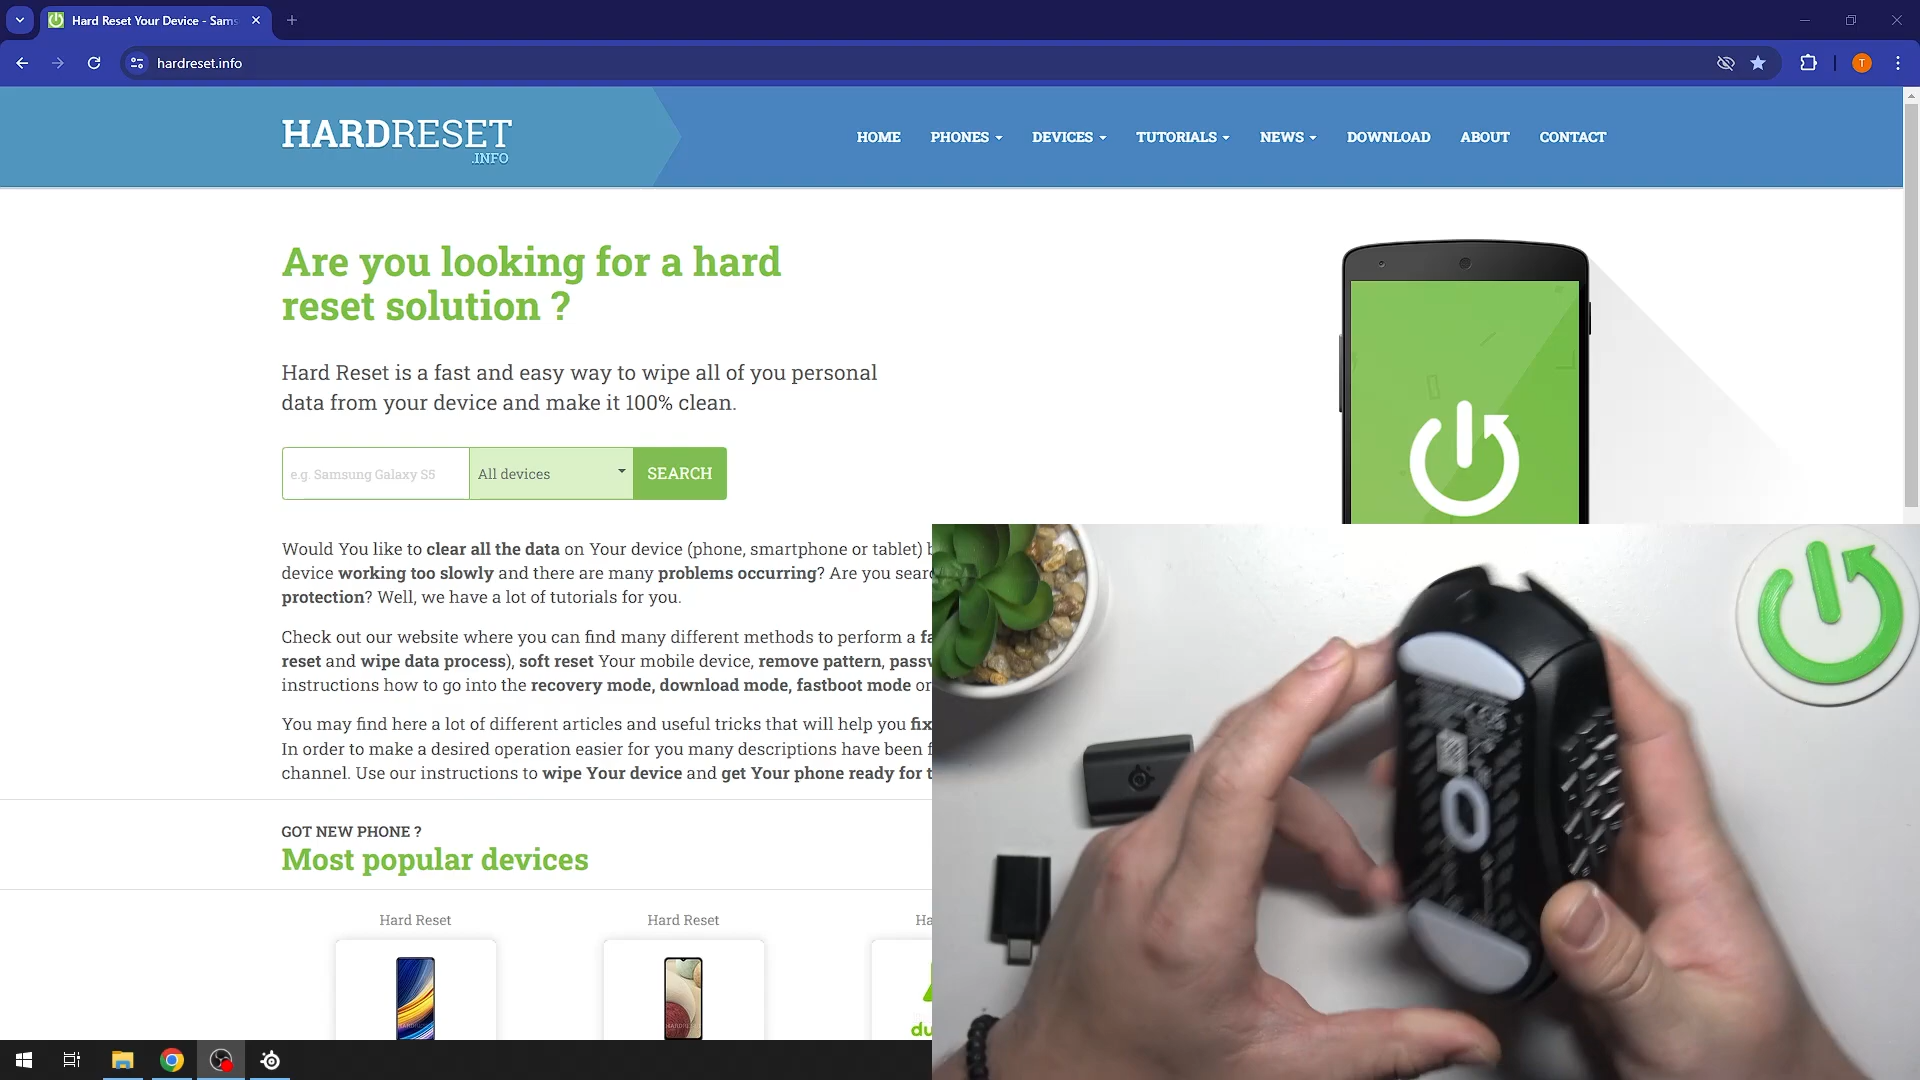 Hard Reset Your Device - Sam
hardreset.info
HARDRESET
.INFO
HOME
PHONES
DEVICES
TUTORIALS
NEWS
DOWNLOAD
ABOUT
CONTACT
Are you looking for a hard
reset solution ?
Hard Reset is a fast and easy way to wipe all of you personal
data from your device and make it 100% clean.
e.g. Samsung Galaxy S5
All devices
SEARCH
Would You like to clear all the data on Your device (phone, smartphone or tablet)
device working too slowly and there are many problems occurring? Are you
protection? Well, we have a lot of tutorials for you.
Check out our website where you can find many different methods to perform a
reset and wipe data process), soft reset Your mobile device, remove pattern,
instructions how to go into the recovery mode, download mode, fastboot mode or
You may find here a lot of different articles and useful tricks that will help you fix
In order to make a desired operation easier for you many descriptions have been
channel. Use our instructions to wipe Your device and get Your phone ready for
GOT NEW PHONE ?
Most popular devices
Hard Reset
Hard Reset
Ha
du
T